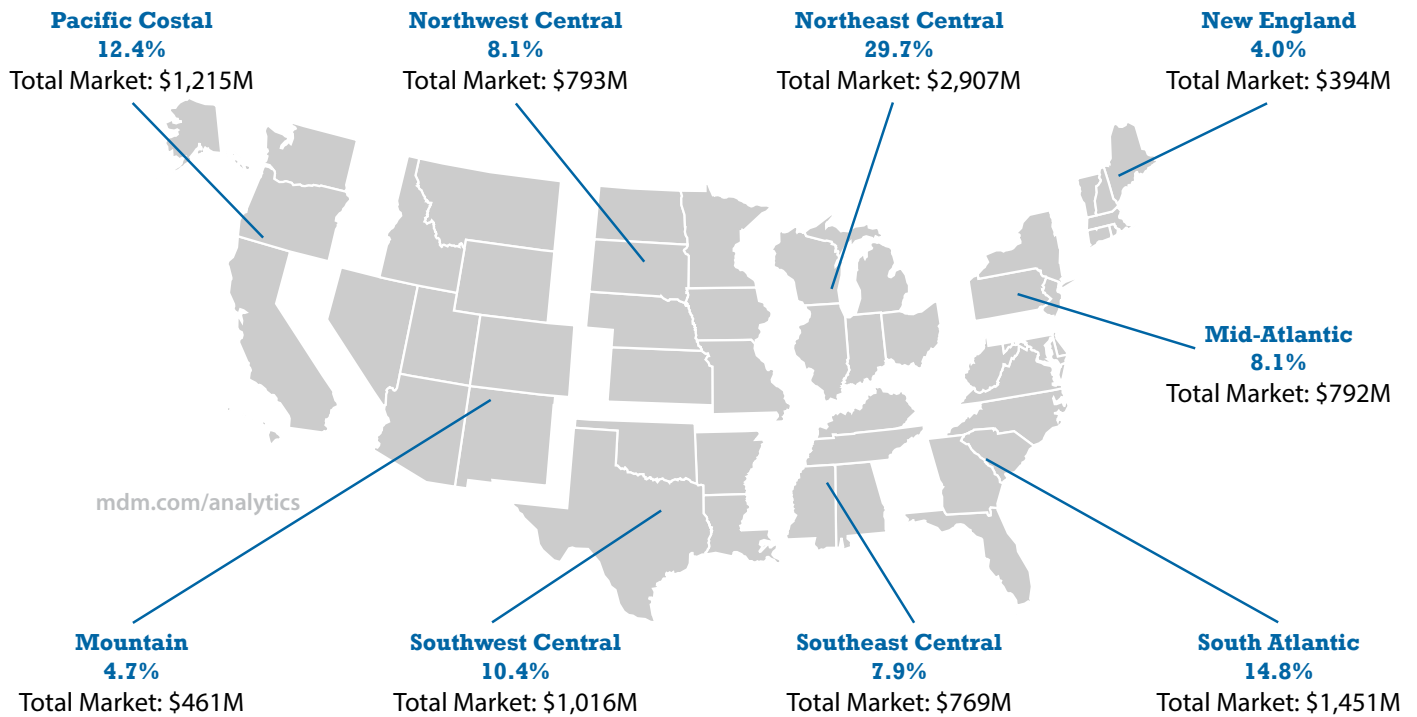 Pacific Costal
12.4%
Total Market: $1,215M
Northwest Central
8.1%
Total Market: $793M
Northeast Central
29.7%
Total Market: $2,907M
New England
4.0%
Total Market: $394M
Mid-Atlantic
8.1%
Total Market: $792M
mdm.com/analytics
Mountain
4.7%
Total Market: $461M
Southwest Central
10.4%
Total Market: $1,016M
Southeast Central
7.9%
Total Market: $769M
South Atlantic
14.8%
Total Market: $1,451M